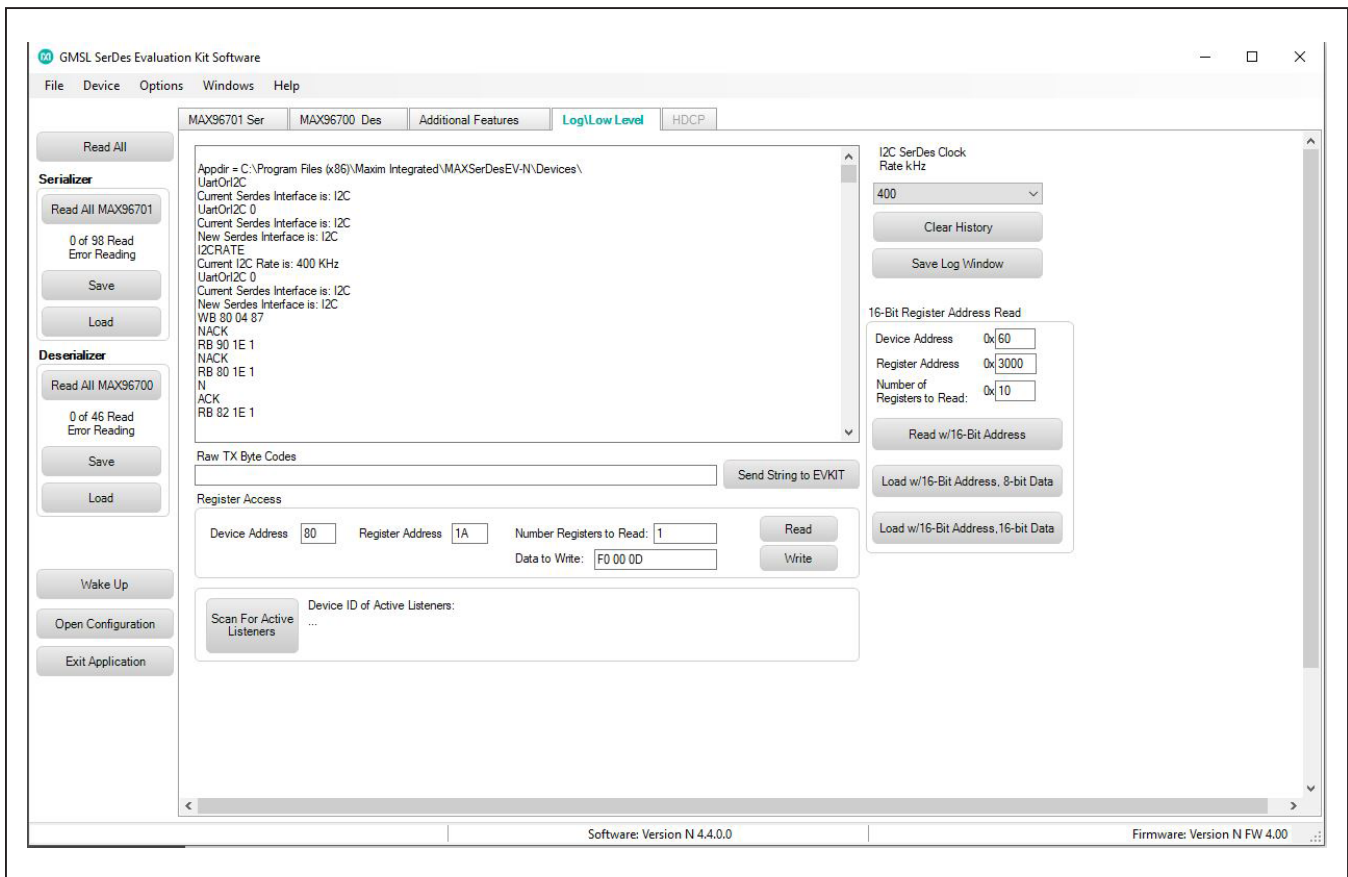 GMSL SerDes Evaluation Kit Software
File Device Options Windows Help
MAX96701 Ser MAX96700 Des Additional Features Log\Low Level HDCP
Read All
Serializer
Read All MAX96701
0 of 98 Read
Error Reading
Save
Load
Deserializer
Read All MAX96700
0 of 46 Read
Error Reading
Save
Load
Wake Up
Open Configuration
Exit Application
Appdir = C:\Program Files (x86)\Maxim Integrated\MAXSerDesEV-N\Devices\
UartOrI2C
Current Serdes Interface is: I2C
UartOrI2C 0
Current Serdes Interface is: I2C
New Serdes Interface is: I2C
I2CRATE
Current I2C Rate is: 400 KHz
UartOrI2C 0
Current Serdes Interface is: I2C
New Serdes Interface is: I2C
WB 80 04 87
NACK
RB 90 1E 1
NACK
RB 80 1E 1
N
ACK
RB 82 1E 1
Raw TX Byte Codes
Send String to EVKIT
Register Access
Device Address 80 Register Address 1A Number Registers to Read: 1 Read
Data to Write: F0 00 0D Write
Scan For Active
Listeners
Device ID of Active Listeners:
...
I2C SerDes Clock
Rate kHz
400
Clear History
Save Log Window
16-Bit Register Address Read
Device Address 0x 60
Register Address 0x 3000
Number of
Registers to Read: 0x 10
Read w/16-Bit Address
Load w/16-Bit Address, 8-bit Data
Load w/16-Bit Address,16-bit Data
Software: Version N 4.4.0.0
Firmware: Version N FW 4.00